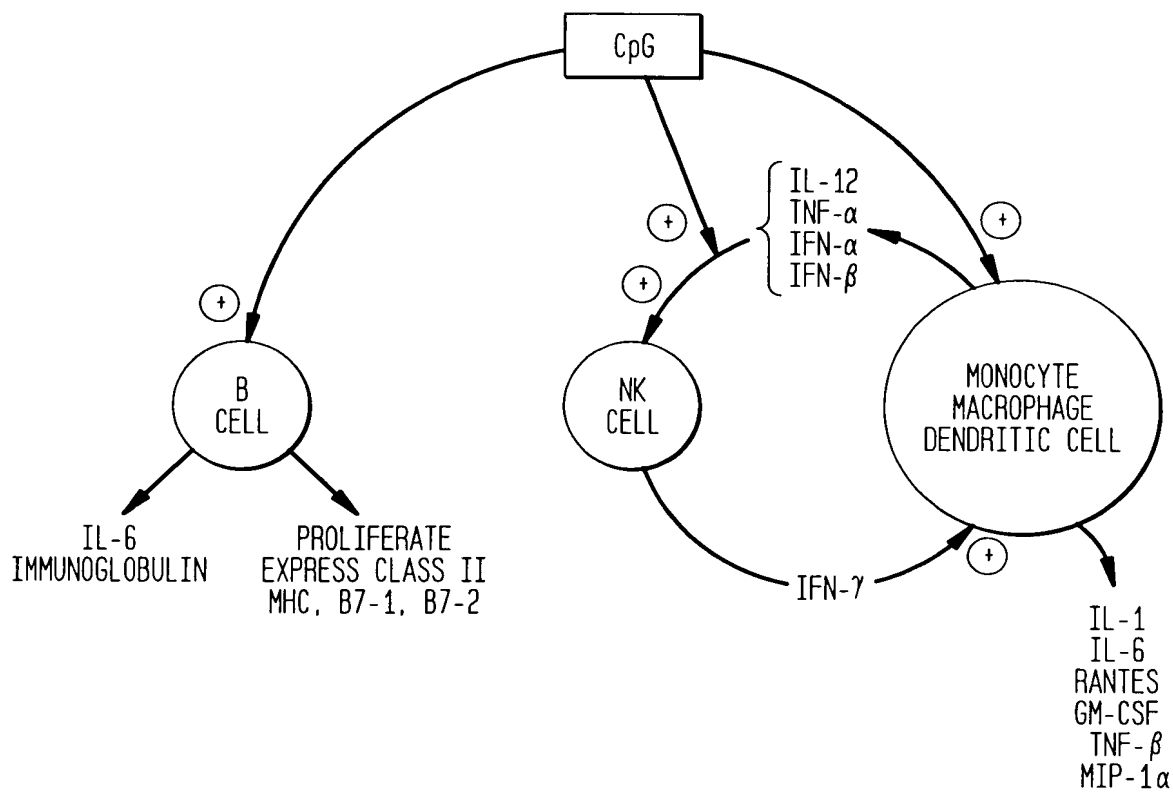 CpG
IL-12
TNF-α
IFN-α
IFN-β
+
+
+
+
B
CELL
NK
CELL
MONOCYTE
MACROPHAGE
DENDRITIC CELL
IL-6
IMMUNOGLOBULIN
PROLIFERATE
EXPRESS CLASS II
MHC, B7-1, B7-2
IFN-γ
+
IL-1
IL-6
RANTES
GM-CSF
TNF-β
MIP-1α